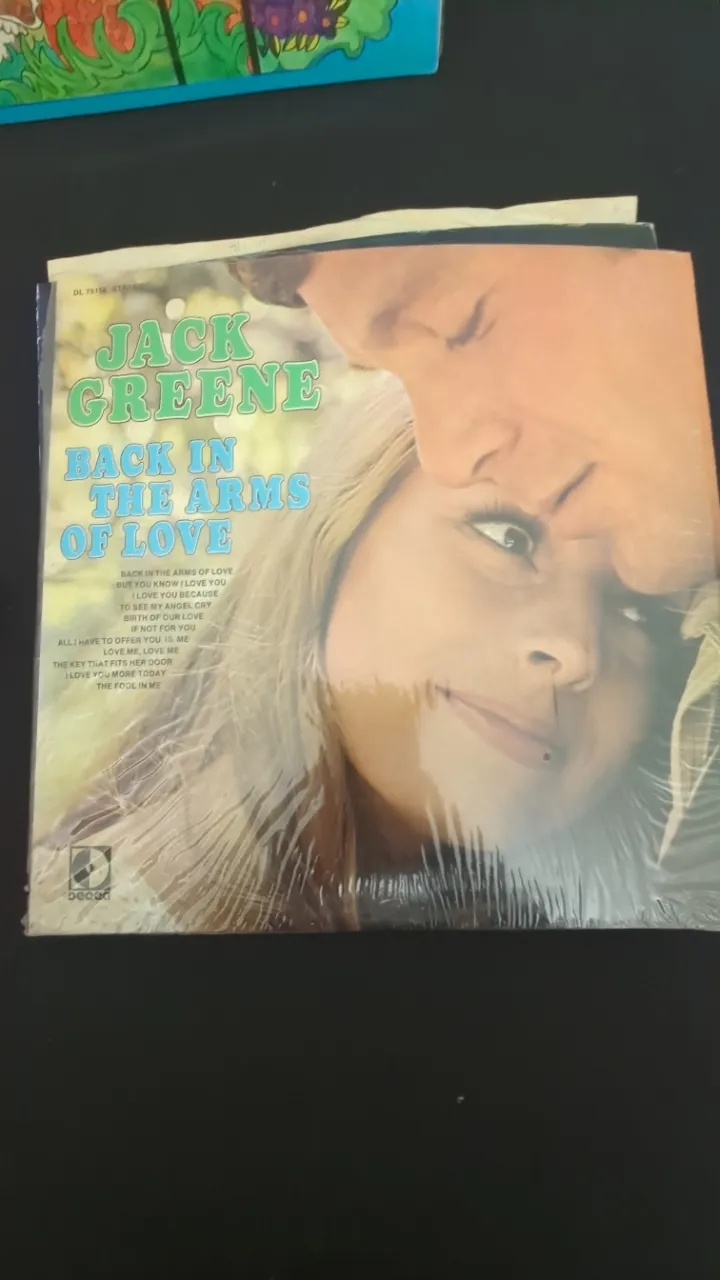 JACK
GREENE
BACK IN
THE ARMS
OF LOVE
BACK IN THE ARMS OF LOVE
BUT YOU KNOW I LOVE YOU
I LOVE YOU BECAUSE
TO SEE MY ANGEL CRY
BIRTH OF OUR LOVE
IF NOT FOR YOU
ALL I HAVE TO OFFER YOU IS ME
LOVE ME, LOVE ME
THE KEY THAT FITS HER DOOR
I LOVE YOU MORE TODAY
THE FOOL IN ME
DECCA